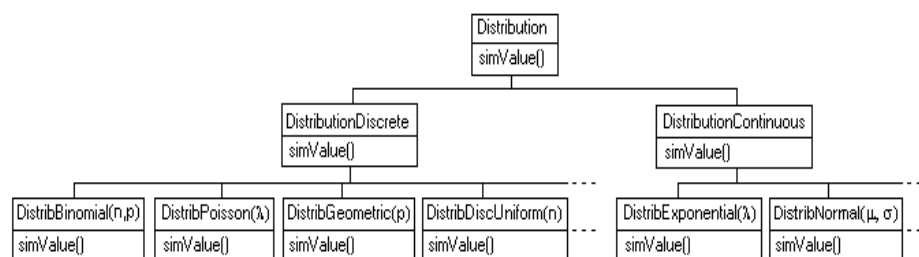 Distribution
simValue()
DistributionDiscrete
simValue()
DistributionContinuous
simValue()
DistribBinomial(n,p)
simValue()
DistribPoisson(λ)
simValue()
DistribGeometric(p)
simValue()
DistribDiscUniform(n)
simValue()
DistribExponential(λ)
simValue()
DistribNormal(μ, σ)
simValue()